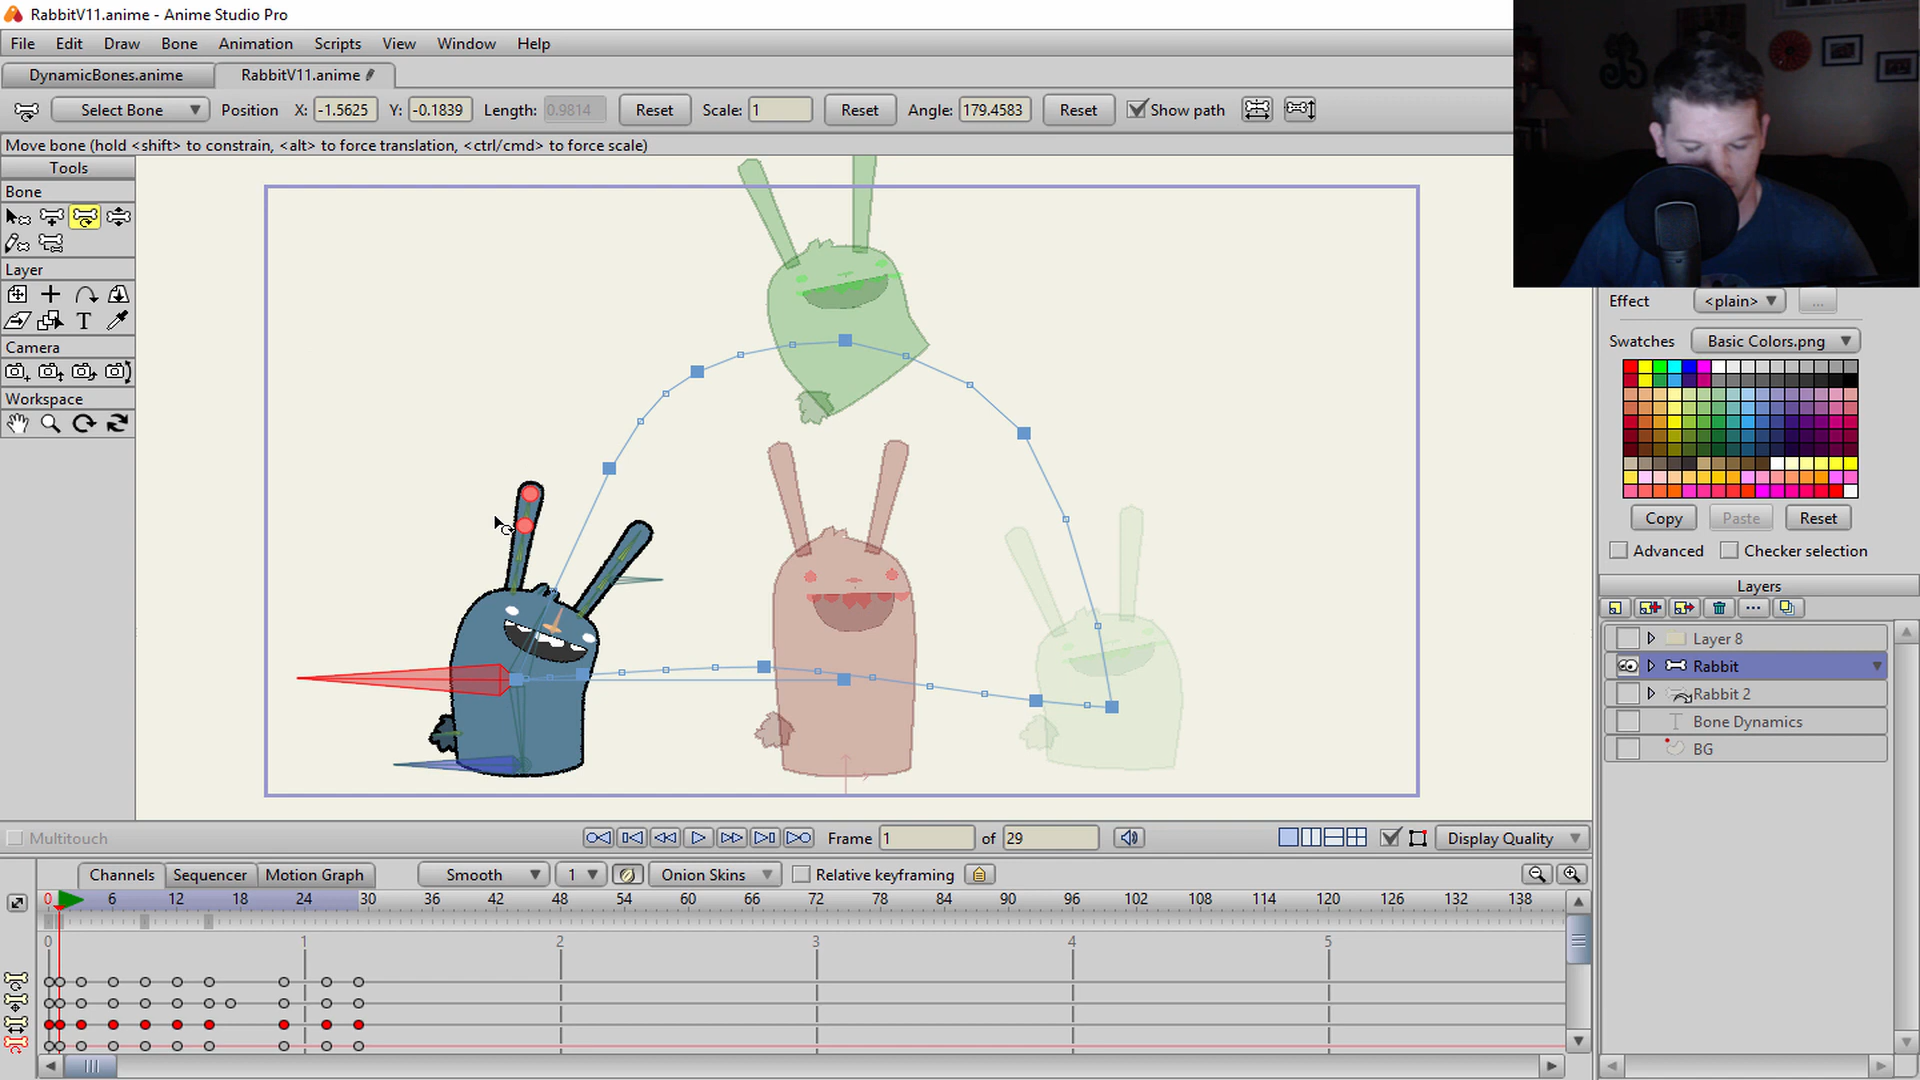 RabbitV11.anime - Anime Studio Pro
File Edit Draw Bone Animation Scripts View Window Help
DynamicBones.anime RabbitV11.anime
Select Bone Position X: -1.5625 Y: -0.1839 Length: 0.9814 Reset Scale: 1 Reset Angle: 179.4583 Reset Show path
Move bone (hold <shift> to constrain, <alt> to force translation, <ctrl/cmd> to force scale)
Tools
Bone
Layer
T
Camera
Workspace
Effect <plain> ...
Swatches Basic Colors.png
Copy Paste Reset
Advanced Checker selection
Layers
Layer 8
Rabbit
Rabbit 2
Bone Dynamics
BG
Multitouch Frame 1 of 29 Display Quality
Channels Sequencer Motion Graph Smooth 1 Onion Skins Relative keyframing
0 6 12 18 24 30 36 42 48 54 60 66 72 78 84 90 96 102 108 114 120 126 132 138
0 1 2 3 4 5